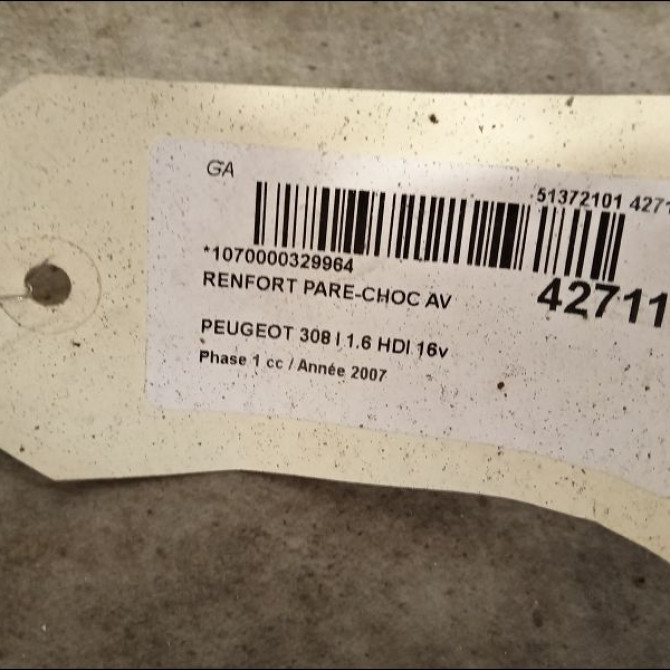 GA
51372101 4271
*1070000329964
RENFORT PARE-CHOC AV
42711
PEUGEOT 308 I 1.6 HDI 16v
Phase 1 cc / Année 2007